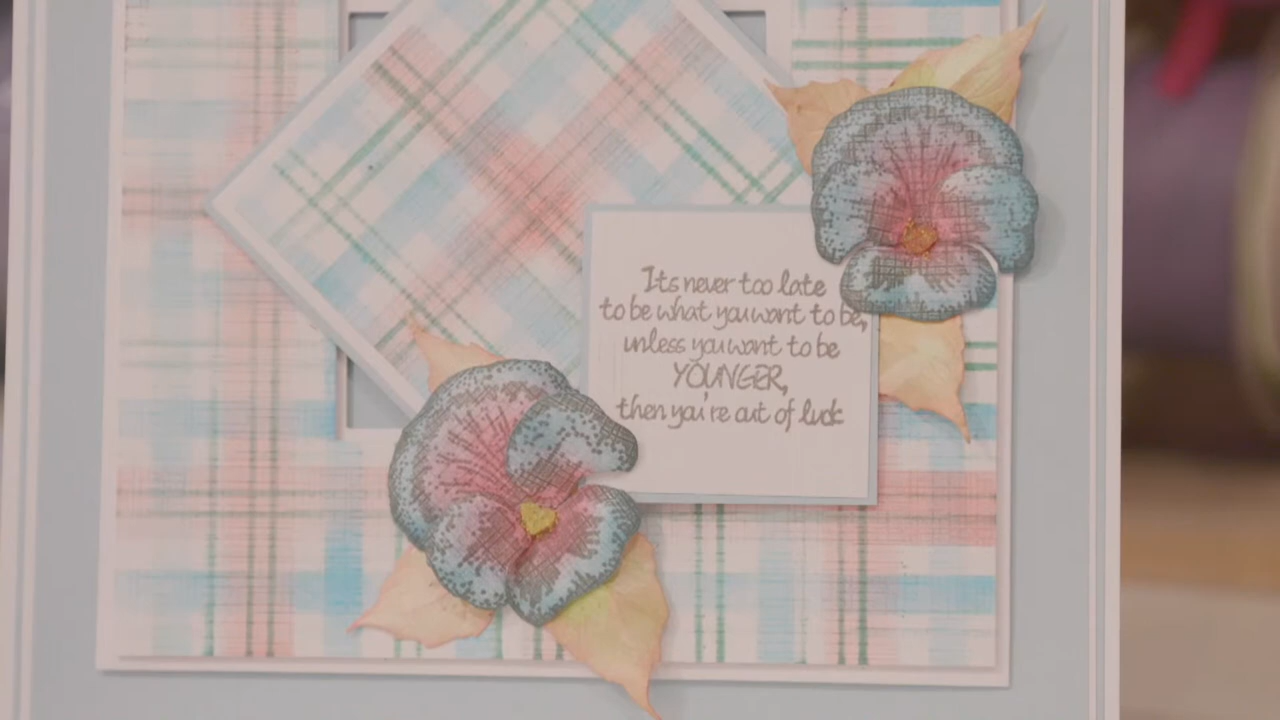 Its never too late
to be what you want to be,
unless you want to be
YOUNGER,
then you're out of luck